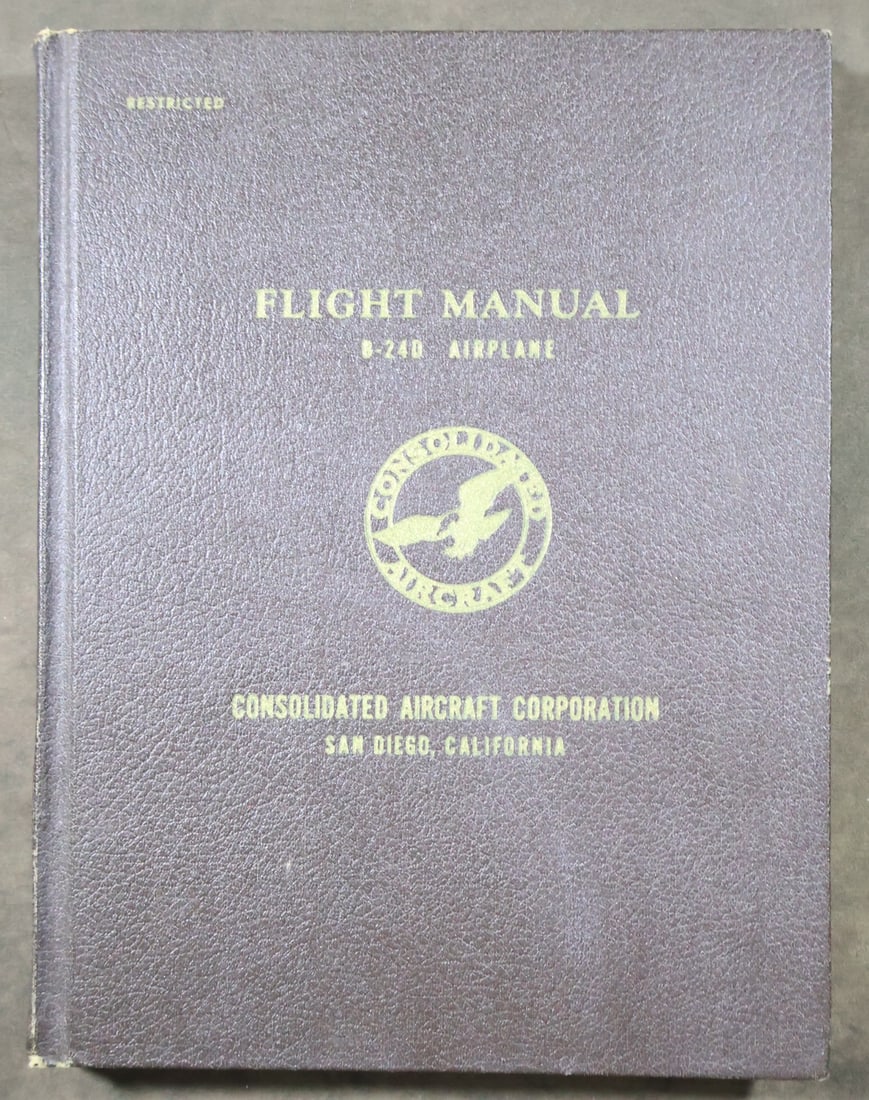 RESTRICTED
FLIGHT MANUAL
B-24D AIRPLANE
CONSOLIDATED
AIRCRAFT
CONSOLIDATED AIRCRAFT CORPORATION
SAN DIEGO, CALIFORNIA